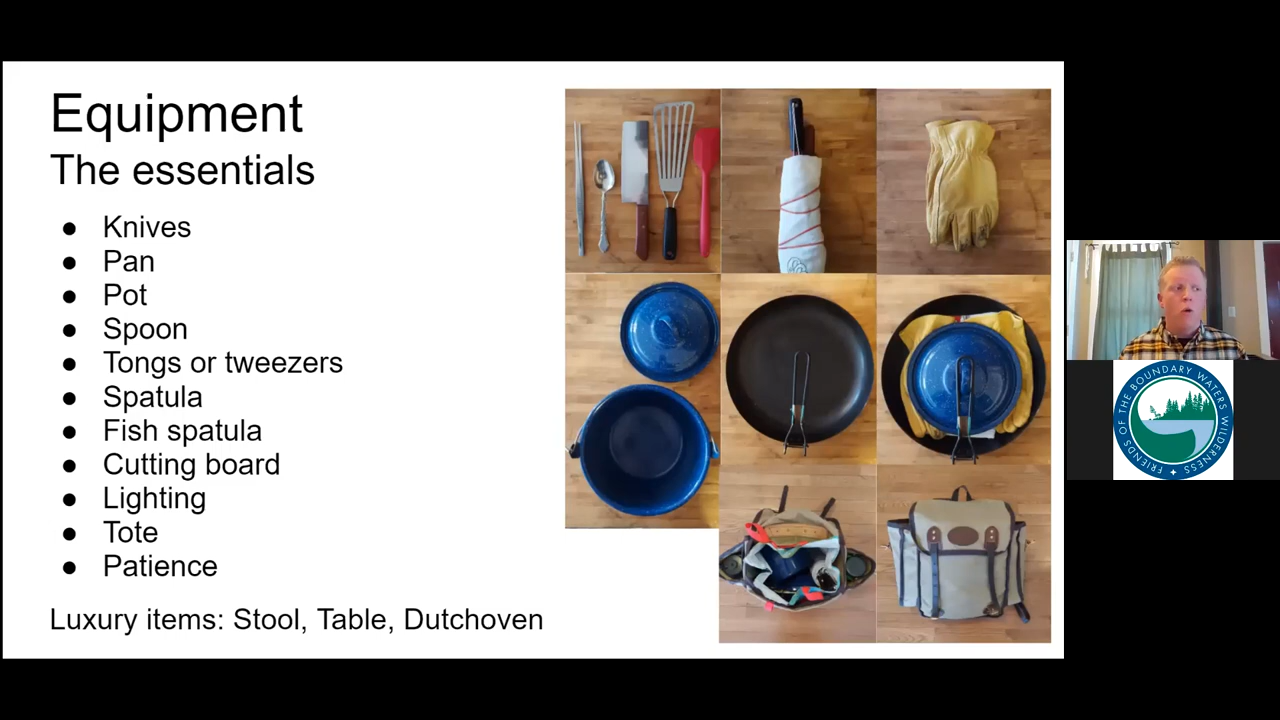 Equipment
The essentials
● Knives
● Pan
● Pot
● Spoon
● Tongs or tweezers
● Spatula
● Fish spatula
● Cutting board
● Lighting
● Tote
● Patience
Luxury items: Stool, Table, Dutchoven
FRIENDS OF THE BOUNDARY WATERS WILDERNESS